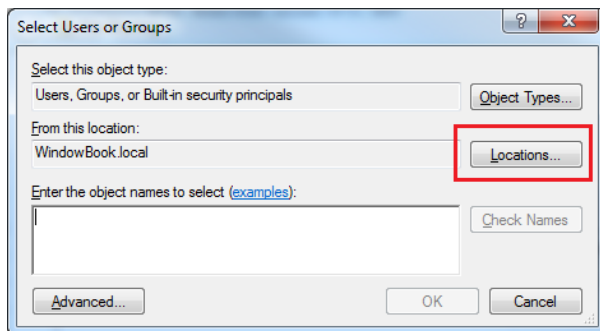 Select Users or Groups
Select this object type:
Users, Groups, or Built-in security principals
Object Types...
From this location:
WindowBook.local
Locations...
Enter the object names to select (examples):
Check Names
Advanced...
OK
Cancel